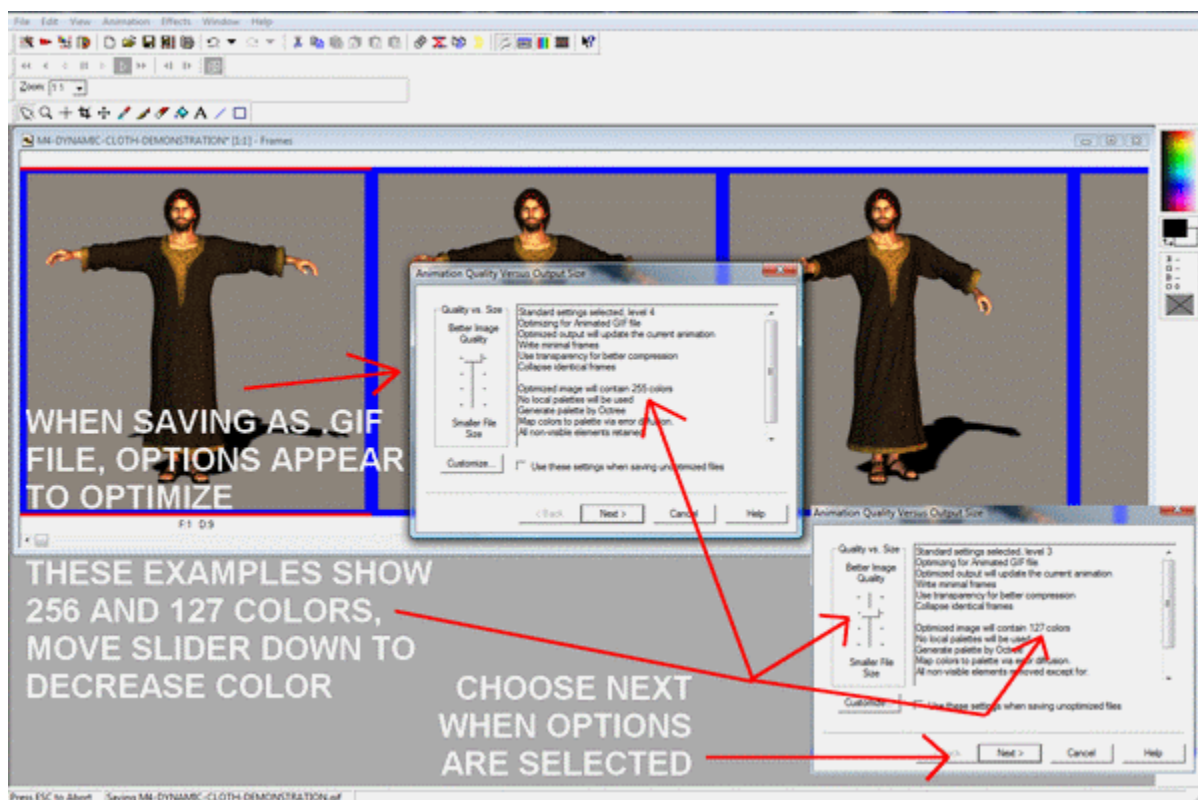 File Edit View Animation Effects Window Help
Zoom: 1:1
M4-DYNAMIC-CLOTH-DEMONSTRATION* [1:1] - Frames
Animation Quality Versus Output Size
Quality vs. Size
Better Image
Quality
Smaller File
Size
Customize...
Standard settings selected, level 4
Optimizing for Animated GIF file
Optimized output will update the current animation
Write minimal frames
Use transparency for better compression
Collapse identical frames
Optimized image will contain 255 colors
No local palettes will be used
Generate palette by Octree
Map colors to palette via error diffusion.
All non-visible elements retained
Use these settings when saving unoptimized files
< Back Next > Cancel Help
WHEN SAVING AS .GIF
FILE, OPTIONS APPEAR
TO OPTIMIZE
F:1 D:9
THESE EXAMPLES SHOW
256 AND 127 COLORS,
MOVE SLIDER DOWN TO
DECREASE COLOR
Animation Quality Versus Output Size
Quality vs. Size
Better Image
Quality
Smaller File
Size
Customize...
Standard settings selected, level 3
Optimizing for Animated GIF file
Optimized output will update the current animation
Write minimal frames
Use transparency for better compression
Collapse identical frames
Optimized image will contain 127 colors
No local palettes will be used
Generate palette by Octree
Map colors to palette via error diffusion.
All non-visible elements removed except for:
Use these settings when saving unoptimized files
Next > Cancel Help
CHOOSE NEXT
WHEN OPTIONS
ARE SELECTED
Press ESC to Abort Saving M4-DYNAMIC-CLOTH-DEMONSTRATION.gif